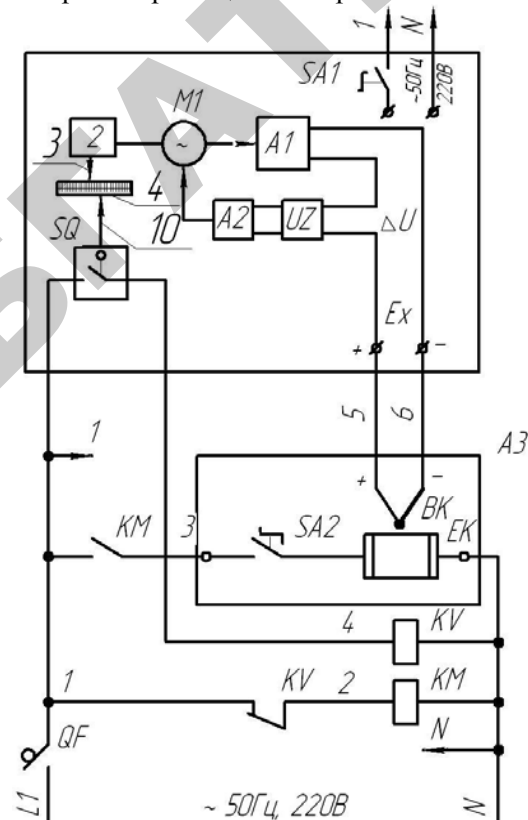 1
N
SA1
~50Гц
220В
M1
3
2
~
A1
4
A2
UZ
ΔU
SQ
10
Ex
+
-
5
6
A3
1
+
-
BK
KM
3
SA2
EK
4
KV
1
KV
2
KM
QF
N
L1
~ 50Гц, 220В
N